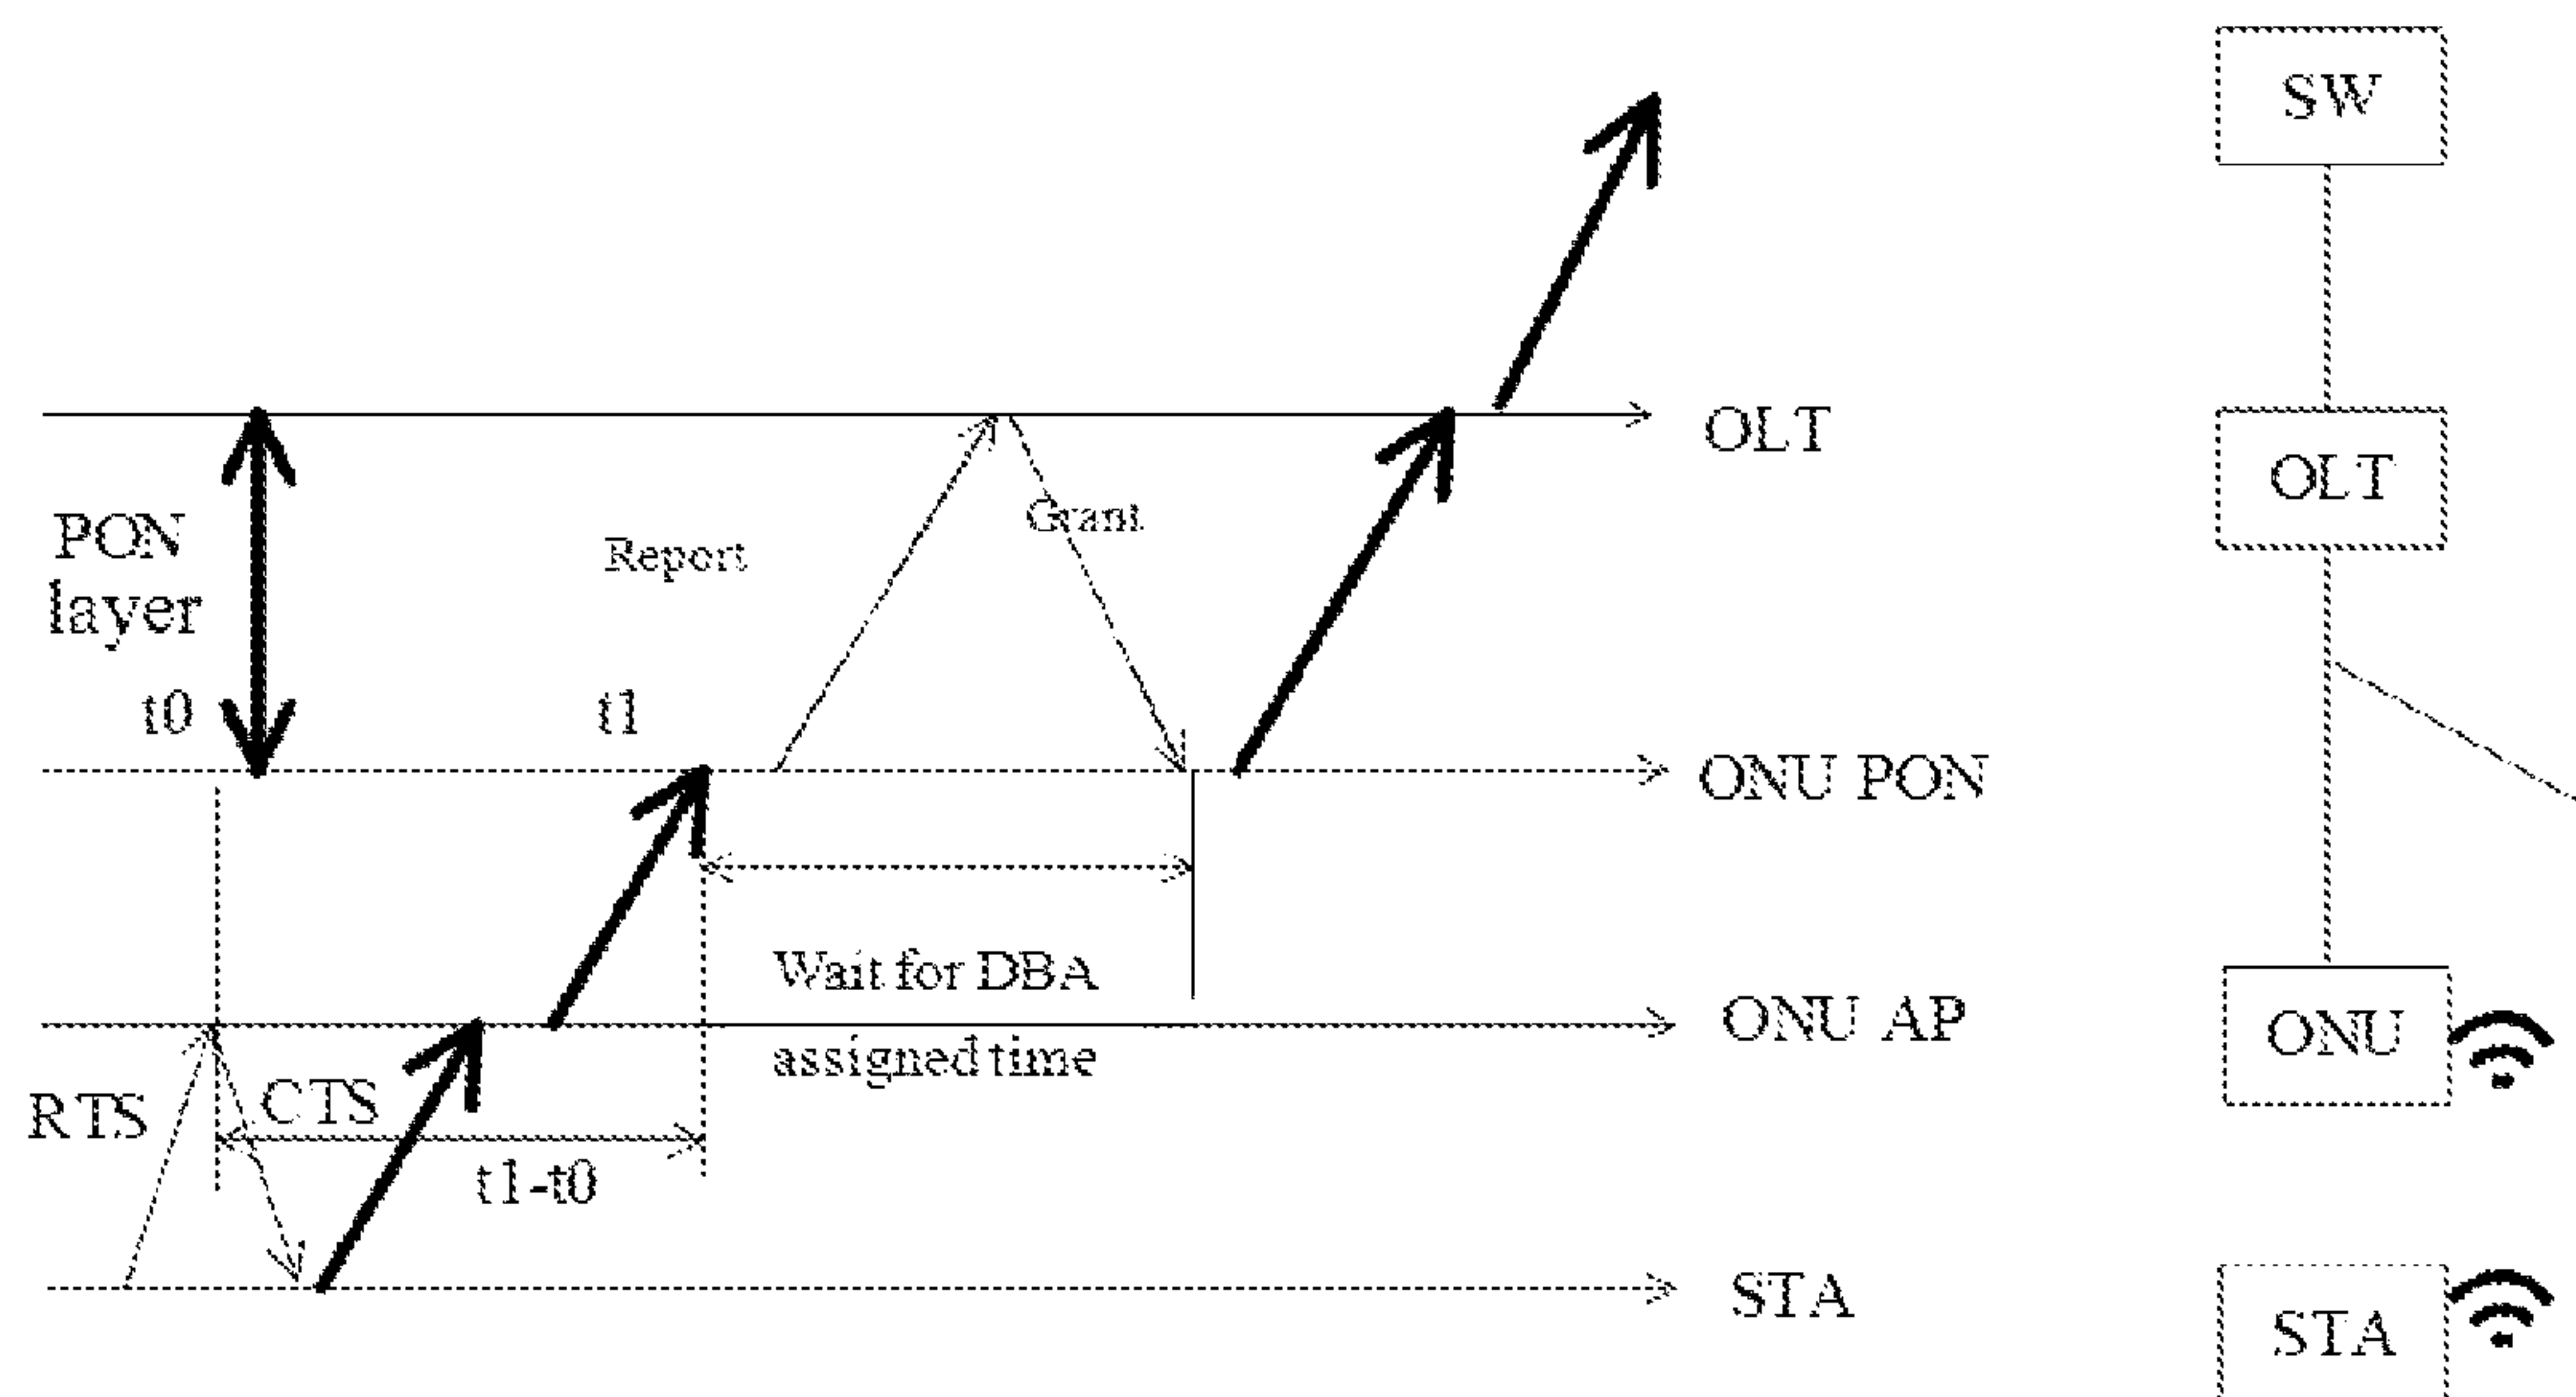 SW
OLT
OLT
Grant
Report
PON
layer
t0
t1
ONU PON
Wait for DBA
assigned time
ONU AP
ONU
RTS
CTS
t1-t0
STA
STA